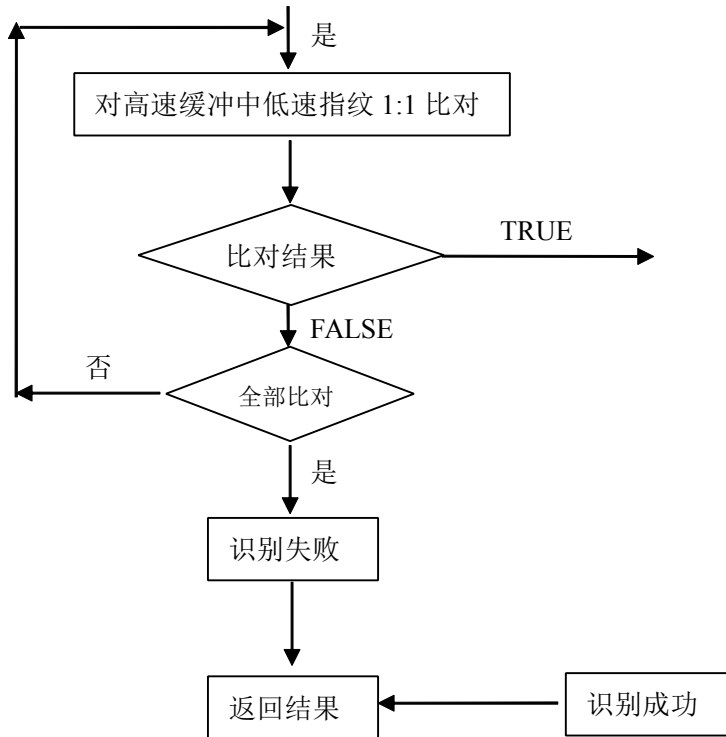 是
对高速缓冲中低速指纹 1:1 比对
比对结果
TRUE
FALSE
否
全部比对
是
识别失败
返回结果
识别成功